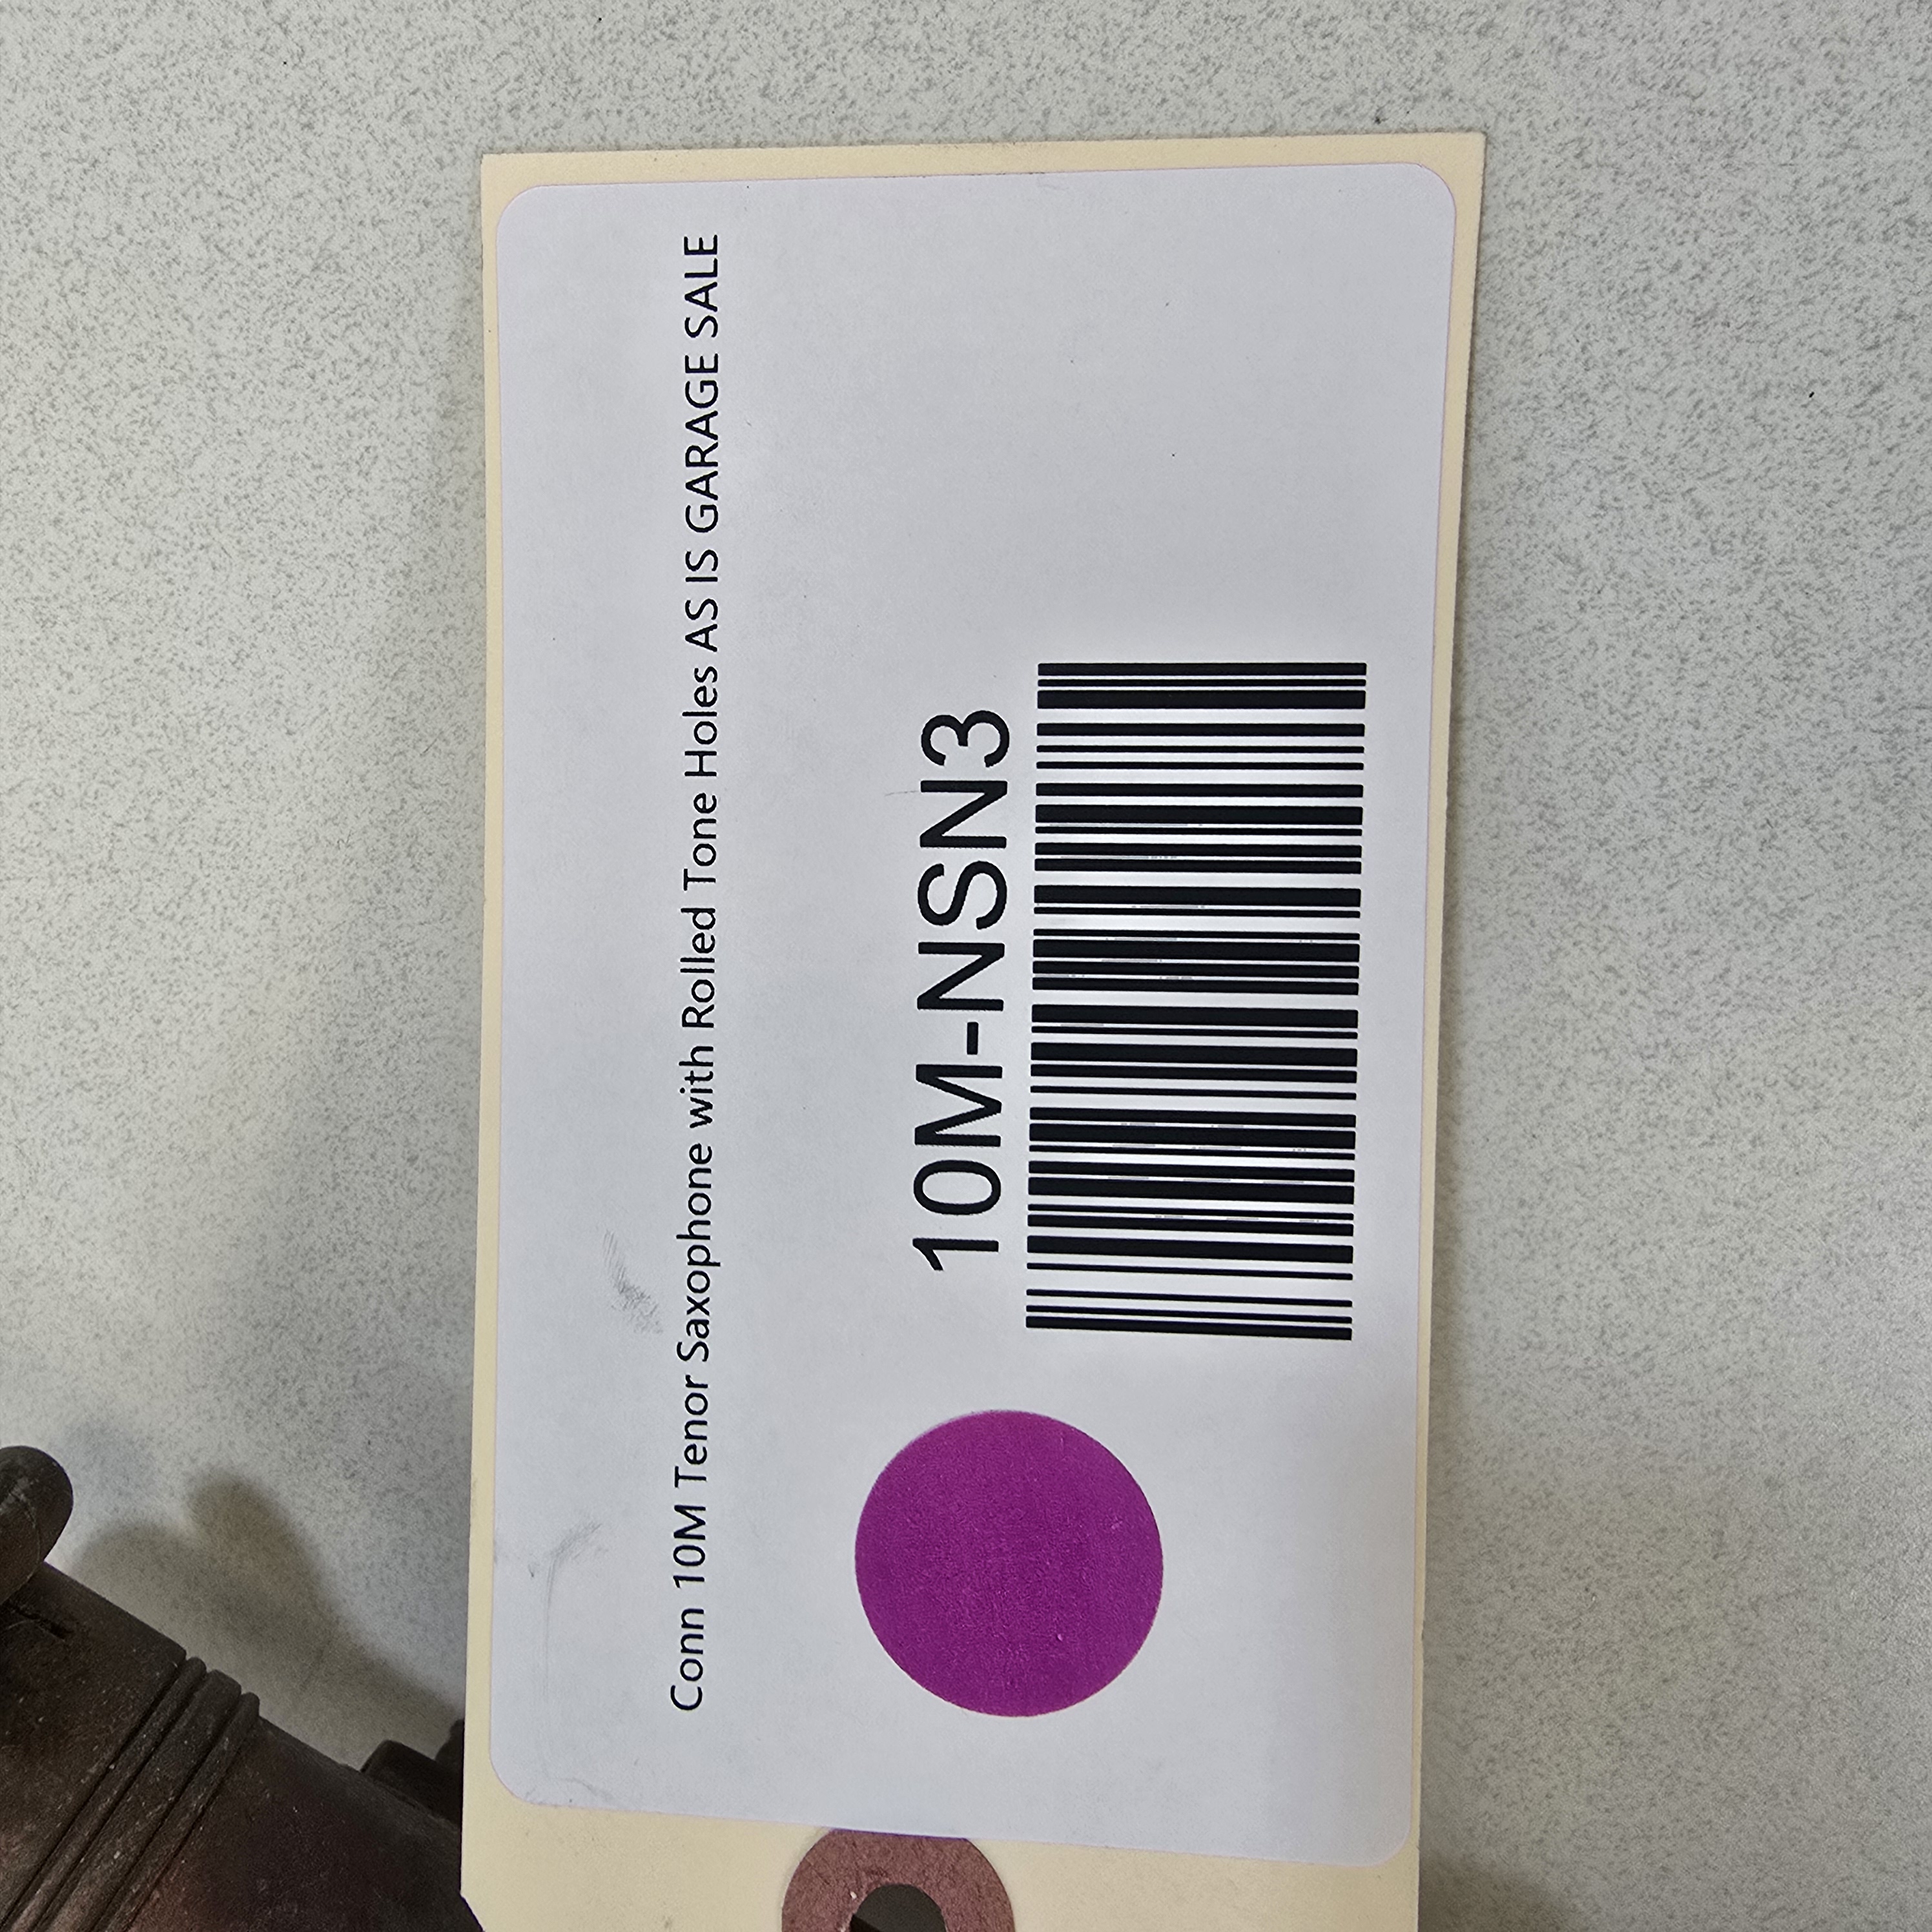 Conn 10M Tenor Saxophone with Rolled Tone Holes AS IS GARAGE SALE
10M-NSN3